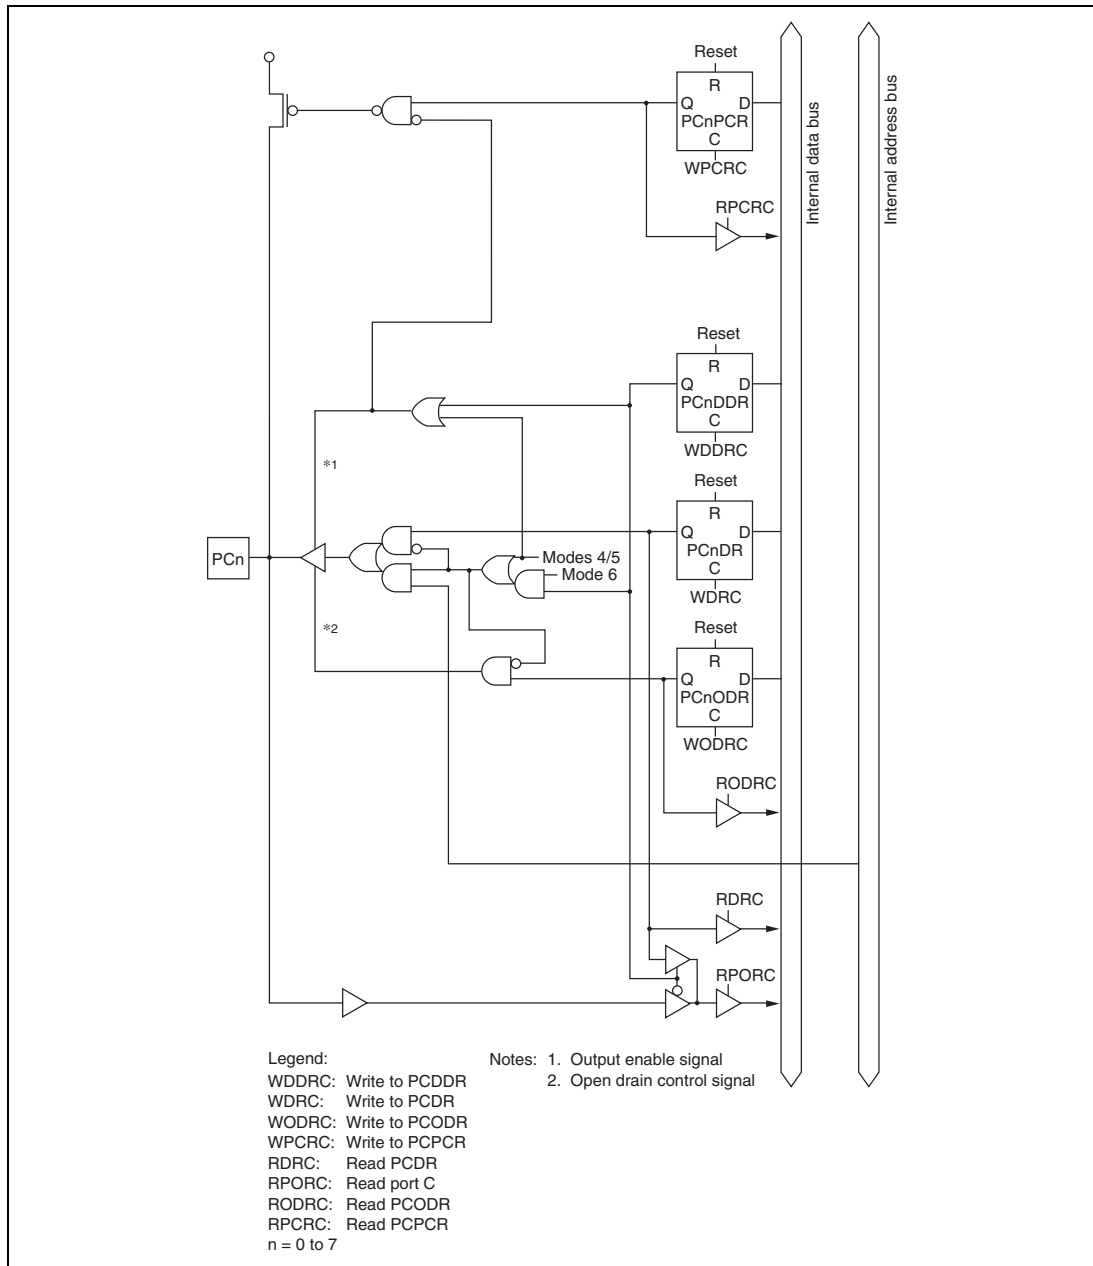 Reset
R
Q D
PCnPCR
C
WPCRC
RPCRC
Internal data bus
Internal address bus
Reset
R
Q D
PCnDDR
C
WDDRC
*1
Reset
R
Q D
PCnDR
C
WDRC
PCn
Modes 4/5
Mode 6
*2
Reset
R
Q D
PCnODR
C
WODRC
RODRC
RDRC
RPORC
Legend:
WDDRC: Write to PCDDR
WDRC: Write to PCDR
WODRC: Write to PCODR
WPCRC: Write to PCPCR
RDRC: Read PCDR
RPORC: Read port C
RODRC: Read PCODR
RPCRC: Read PCPCR
n = 0 to 7
Notes: 1. Output enable signal
2. Open drain control signal